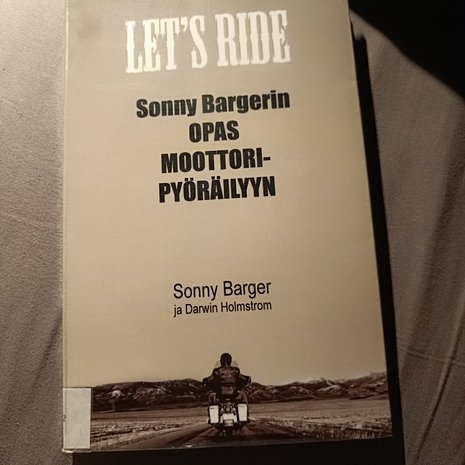 LET'S RIDE
Sonny Bargerin
OPAS
MOOTTORI-
PYÖRÄILYYN
Sonny Barger
ja Darwin Holmstrom